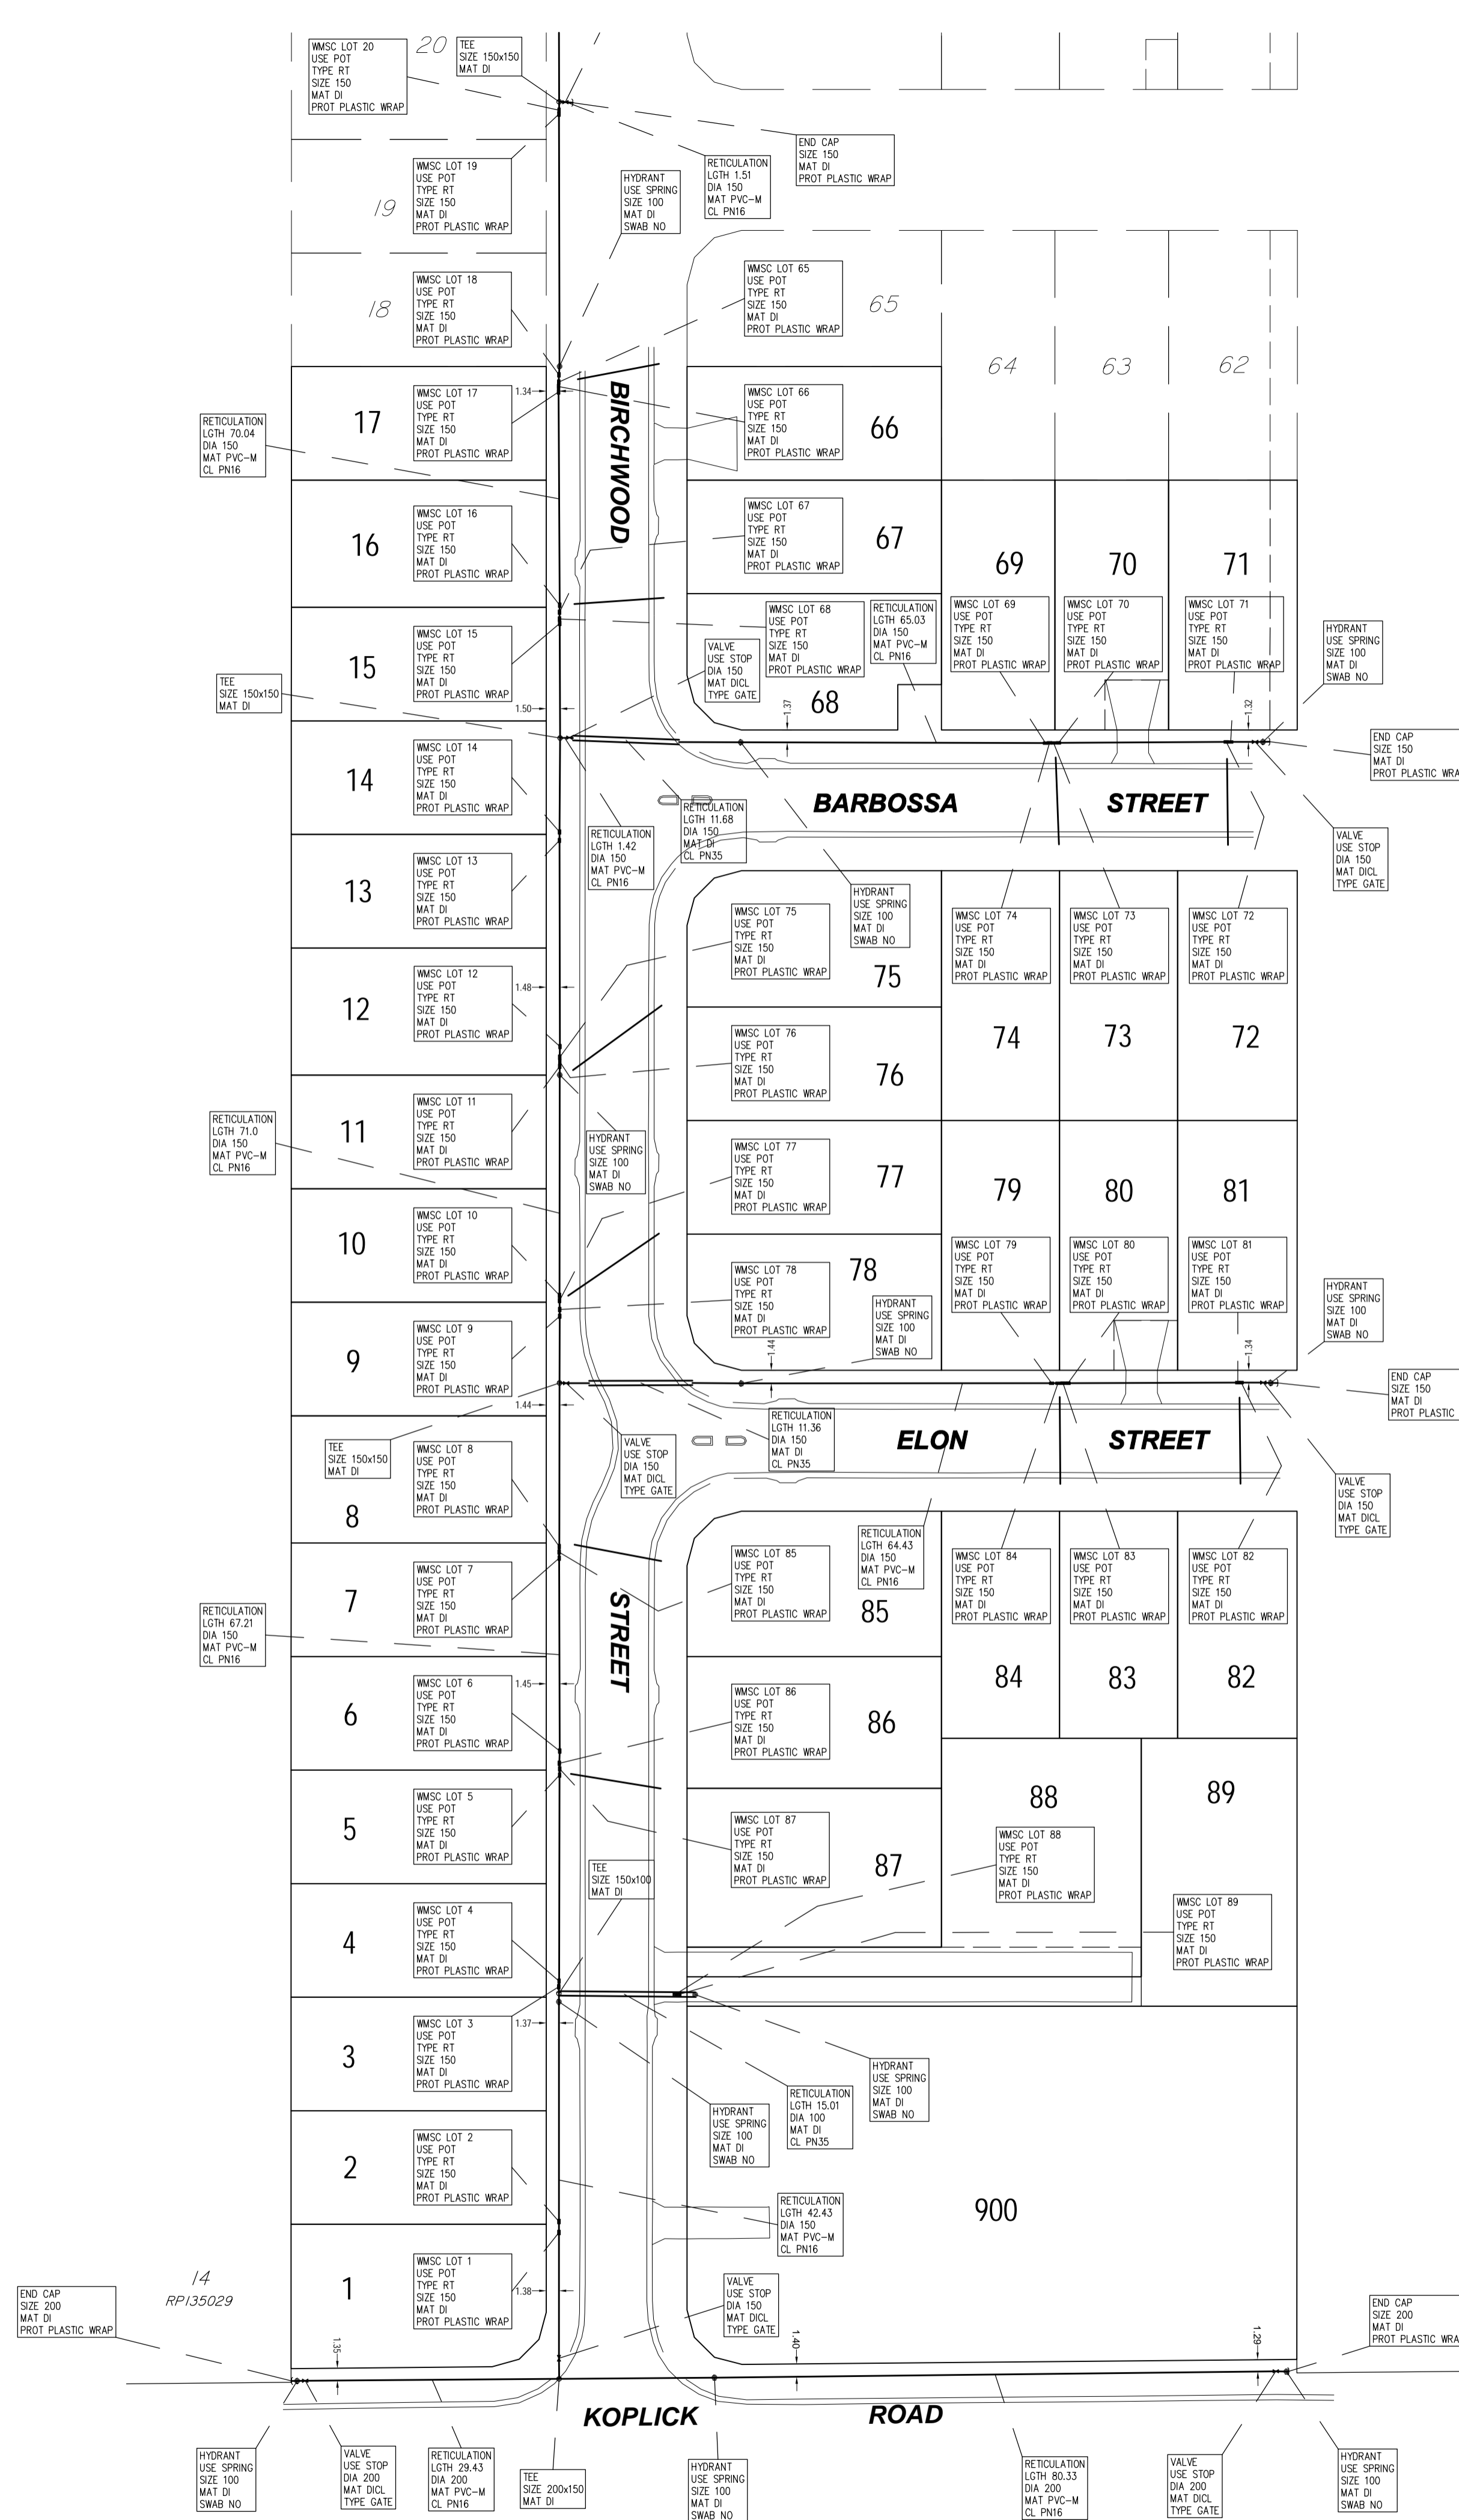 WMSC LOT 20
USE POT
TYPE RT
SIZE 150
MAT DI
PROT PLASTIC WRAP
20
TEE
SIZE 150x150
MAT DI
END CAP
SIZE 150
MAT DI
PROT PLASTIC WRAP
WMSC LOT 19
USE POT
TYPE RT
SIZE 150
MAT DI
PROT PLASTIC WRAP
19
HYDRANT
USE SPRING
SIZE 100
MAT DI
SWAB NO
RETICULATION
LGTH 1.51
DIA 150
MAT PVC-M
CL PN16
WMSC LOT 18
USE POT
TYPE RT
SIZE 150
MAT DI
PROT PLASTIC WRAP
18
WMSC LOT 65
USE POT
TYPE RT
SIZE 150
MAT DI
PROT PLASTIC WRAP
65
64
63
62
RETICULATION
LGTH 70.04
DIA 150
MAT PVC-M
CL PN16
17
WMSC LOT 17
USE POT
TYPE RT
SIZE 150
MAT DI
PROT PLASTIC WRAP
1.34
BIRCHWOOD
WMSC LOT 66
USE POT
TYPE RT
SIZE 150
MAT DI
PROT PLASTIC WRAP
66
16
WMSC LOT 16
USE POT
TYPE RT
SIZE 150
MAT DI
PROT PLASTIC WRAP
WMSC LOT 67
USE POT
TYPE RT
SIZE 150
MAT DI
PROT PLASTIC WRAP
67
69
70
71
15
WMSC LOT 15
USE POT
TYPE RT
SIZE 150
MAT DI
PROT PLASTIC WRAP
1.50
TEE
SIZE 150x150
MAT DI
VALVE
USE STOP
DIA 150
MAT DICL
TYPE GATE
WMSC LOT 68
USE POT
TYPE RT
SIZE 150
MAT DI
PROT PLASTIC WRAP
68
1.37
RETICULATION
LGTH 65.03
DIA 150
MAT PVC-M
CL PN16
WMSC LOT 69
USE POT
TYPE RT
SIZE 150
MAT DI
PROT PLASTIC WRAP
WMSC LOT 70
USE POT
TYPE RT
SIZE 150
MAT DI
PROT PLASTIC WRAP
WMSC LOT 71
USE POT
TYPE RT
SIZE 150
MAT DI
PROT PLASTIC WRAP
1.32
HYDRANT
USE SPRING
SIZE 100
MAT DI
SWAB NO
END CAP
SIZE 150
MAT DI
PROT PLASTIC WRA
14
WMSC LOT 14
USE POT
TYPE RT
SIZE 150
MAT DI
PROT PLASTIC WRAP
BARBOSSA STREET
RETICULATION
LGTH 1.42
DIA 150
MAT PVC-M
CL PN16
RETICULATION
LGTH 11.68
DIA 150
MAT DI
CL PN35
VALVE
USE STOP
DIA 150
MAT DICL
TYPE GATE
13
WMSC LOT 13
USE POT
TYPE RT
SIZE 150
MAT DI
PROT PLASTIC WRAP
HYDRANT
USE SPRING
SIZE 100
MAT DI
SWAB NO
WMSC LOT 75
USE POT
TYPE RT
SIZE 150
MAT DI
PROT PLASTIC WRAP
75
WMSC LOT 74
USE POT
TYPE RT
SIZE 150
MAT DI
PROT PLASTIC WRAP
WMSC LOT 73
USE POT
TYPE RT
SIZE 150
MAT DI
PROT PLASTIC WRAP
WMSC LOT 72
USE POT
TYPE RT
SIZE 150
MAT DI
PROT PLASTIC WRAP
12
WMSC LOT 12
USE POT
TYPE RT
SIZE 150
MAT DI
PROT PLASTIC WRAP
1.48
WMSC LOT 76
USE POT
TYPE RT
SIZE 150
MAT DI
PROT PLASTIC WRAP
76
74
73
72
RETICULATION
LGTH 71.0
DIA 150
MAT PVC-M
CL PN16
11
WMSC LOT 11
USE POT
TYPE RT
SIZE 150
MAT DI
PROT PLASTIC WRAP
HYDRANT
USE SPRING
SIZE 100
MAT DI
SWAB NO
WMSC LOT 77
USE POT
TYPE RT
SIZE 150
MAT DI
PROT PLASTIC WRAP
77
79
80
81
10
WMSC LOT 10
USE POT
TYPE RT
SIZE 150
MAT DI
PROT PLASTIC WRAP
WMSC LOT 78
USE POT
TYPE RT
SIZE 150
MAT DI
PROT PLASTIC WRAP
78
WMSC LOT 79
USE POT
TYPE RT
SIZE 150
MAT DI
PROT PLASTIC WRAP
WMSC LOT 80
USE POT
TYPE RT
SIZE 150
MAT DI
PROT PLASTIC WRAP
WMSC LOT 81
USE POT
TYPE RT
SIZE 150
MAT DI
PROT PLASTIC WRAP
HYDRANT
USE SPRING
SIZE 100
MAT DI
SWAB NO
HYDRANT
USE SPRING
SIZE 100
MAT DI
SWAB NO
9
WMSC LOT 9
USE POT
TYPE RT
SIZE 150
MAT DI
PROT PLASTIC WRAP
1.44
1.44
1.34
END CAP
SIZE 150
MAT DI
PROT PLASTIC
TEE
SIZE 150x150
MAT DI
8
WMSC LOT 8
USE POT
TYPE RT
SIZE 150
MAT DI
PROT PLASTIC WRAP
VALVE
USE STOP
DIA 150
MAT DICL
TYPE GATE
RETICULATION
LGTH 11.36
DIA 150
MAT DI
CL PN35
ELON STREET
VALVE
USE STOP
DIA 150
MAT DICL
TYPE GATE
RETICULATION
LGTH 67.21
DIA 150
MAT PVC-M
CL PN16
7
WMSC LOT 7
USE POT
TYPE RT
SIZE 150
MAT DI
PROT PLASTIC WRAP
STREET
WMSC LOT 85
USE POT
TYPE RT
SIZE 150
MAT DI
PROT PLASTIC WRAP
RETICULATION
LGTH 64.43
DIA 150
MAT PVC-M
CL PN16
85
WMSC LOT 84
USE POT
TYPE RT
SIZE 150
MAT DI
PROT PLASTIC WRAP
WMSC LOT 83
USE POT
TYPE RT
SIZE 150
MAT DI
PROT PLASTIC WRAP
WMSC LOT 82
USE POT
TYPE RT
SIZE 150
MAT DI
PROT PLASTIC WRAP
6
WMSC LOT 6
USE POT
TYPE RT
SIZE 150
MAT DI
PROT PLASTIC WRAP
1.45
WMSC LOT 86
USE POT
TYPE RT
SIZE 150
MAT DI
PROT PLASTIC WRAP
86
84
83
82
5
WMSC LOT 5
USE POT
TYPE RT
SIZE 150
MAT DI
PROT PLASTIC WRAP
WMSC LOT 87
USE POT
TYPE RT
SIZE 150
MAT DI
PROT PLASTIC WRAP
87
88
WMSC LOT 88
USE POT
TYPE RT
SIZE 150
MAT DI
PROT PLASTIC WRAP
89
WMSC LOT 89
USE POT
TYPE RT
SIZE 150
MAT DI
PROT PLASTIC WRAP
TEE
SIZE 150x100
MAT DI
4
WMSC LOT 4
USE POT
TYPE RT
SIZE 150
MAT DI
PROT PLASTIC WRAP
3
WMSC LOT 3
USE POT
TYPE RT
SIZE 150
MAT DI
PROT PLASTIC WRAP
1.37
HYDRANT
USE SPRING
SIZE 100
MAT DI
SWAB NO
RETICULATION
LGTH 15.01
DIA 100
MAT DI
CL PN35
HYDRANT
USE SPRING
SIZE 100
MAT DI
SWAB NO
2
WMSC LOT 2
USE POT
TYPE RT
SIZE 150
MAT DI
PROT PLASTIC WRAP
RETICULATION
LGTH 42.43
DIA 150
MAT PVC-M
CL PN16
900
14
RP135029
END CAP
SIZE 200
MAT DI
PROT PLASTIC WRAP
1
WMSC LOT 1
USE POT
TYPE RT
SIZE 150
MAT DI
PROT PLASTIC WRAP
1.38
VALVE
USE STOP
DIA 150
MAT DICL
TYPE GATE
1.35
1.40
1.29
END CAP
SIZE 200
MAT DI
PROT PLASTIC WRA
KOPLICK ROAD
HYDRANT
USE SPRING
SIZE 100
MAT DI
SWAB NO
VALVE
USE STOP
DIA 200
MAT DICL
TYPE GATE
RETICULATION
LGTH 29.43
DIA 200
MAT PVC-M
CL PN16
TEE
SIZE 200x150
MAT DI
HYDRANT
USE SPRING
SIZE 100
MAT DI
SWAB NO
RETICULATION
LGTH 80.33
DIA 200
MAT PVC-M
CL PN16
VALVE
USE STOP
DIA 200
MAT DICL
TYPE GATE
HYDRANT
USE SPRING
SIZE 100
MAT DI
SWAB NO